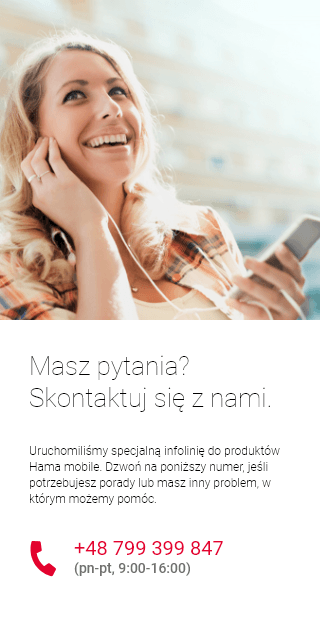 Masz pytania?
Skontaktuj się z nami.
Uruchomiliśmy specjalną infolinię do produktów
Hama mobile. Dzwoń na poniższy numer, jeśli
potrzebujesz porady lub masz inny problem, w
którym możemy pomóc.
+48 799 399 847
(pn-pt, 9:00-16:00)